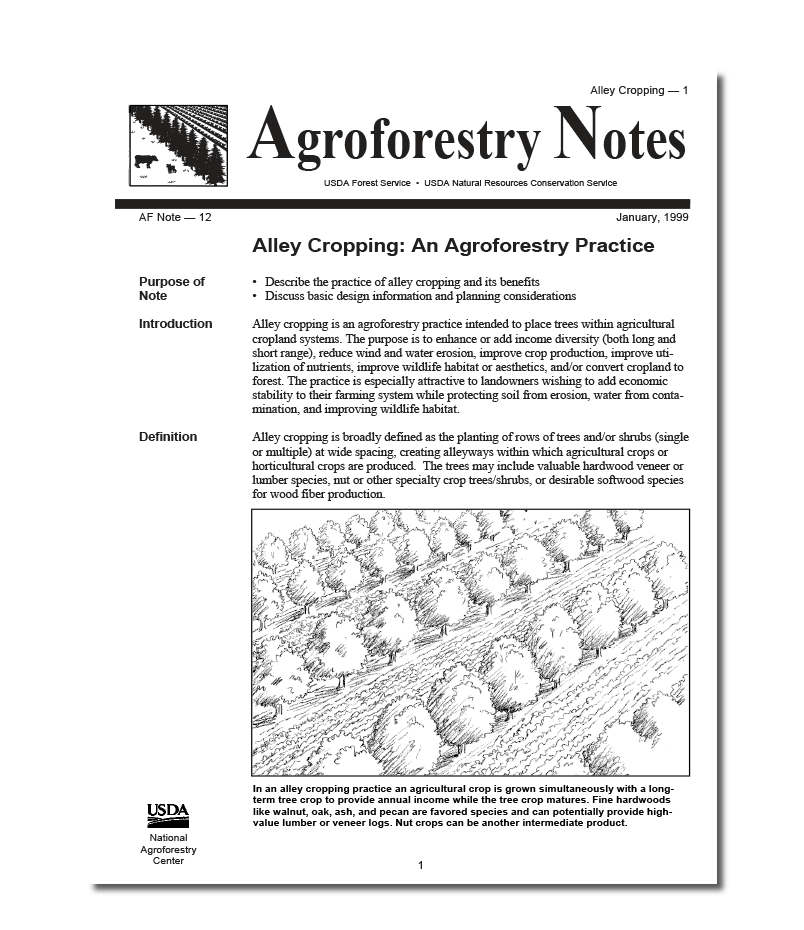 Alley Cropping — 1
Agroforestry Notes
USDA Forest Service • USDA Natural Resources Conservation Service
AF Note — 12
January, 1999
Alley Cropping: An Agroforestry Practice
Purpose of
Note
• Describe the practice of alley cropping and its benefits
• Discuss basic design information and planning considerations
Introduction
Alley cropping is an agroforestry practice intended to place trees within agricultural
cropland systems. The purpose is to enhance or add income diversity (both long and
short range), reduce wind and water erosion, improve crop production, improve uti-
lization of nutrients, improve wildlife habitat or aesthetics, and/or convert cropland to
forest. The practice is especially attractive to landowners wishing to add economic
stability to their farming system while protecting soil from erosion, water from conta-
mination, and improving wildlife habitat.
Definition
Alley cropping is broadly defined as the planting of rows of trees and/or shrubs (single
or multiple) at wide spacing, creating alleyways within which agricultural crops or
horticultural crops are produced.  The trees may include valuable hardwood veneer or
lumber species, nut or other specialty crop trees/shrubs, or desirable softwood species
for wood fiber production.
In an alley cropping practice an agricultural crop is grown simultaneously with a long-
term tree crop to provide annual income while the tree crop matures. Fine hardwoods
like walnut, oak, ash, and pecan are favored species and can potentially provide high-
value lumber or veneer logs. Nut crops can be another intermediate product.
USDA
National
Agroforestry
Center
1